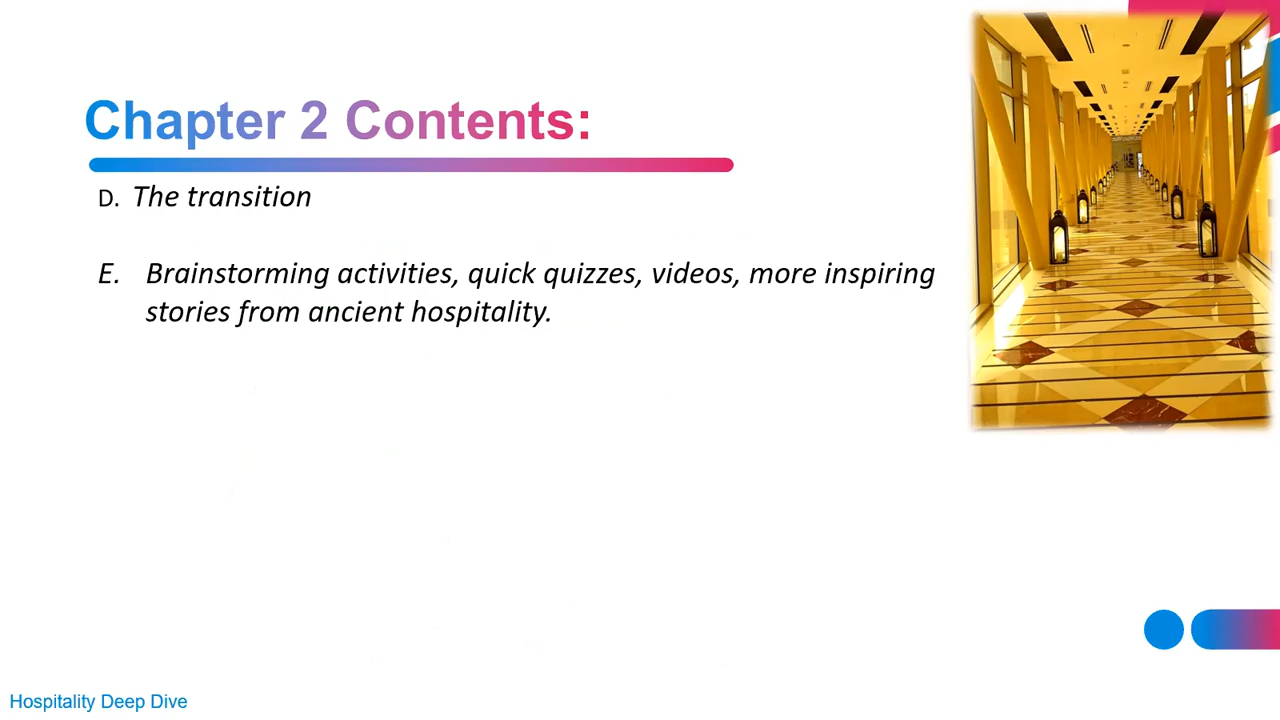 Chapter 2 Contents:
D. The transition
E. Brainstorming activities, quick quizzes, videos, more inspiring
stories from ancient hospitality.
Hospitality Deep Dive